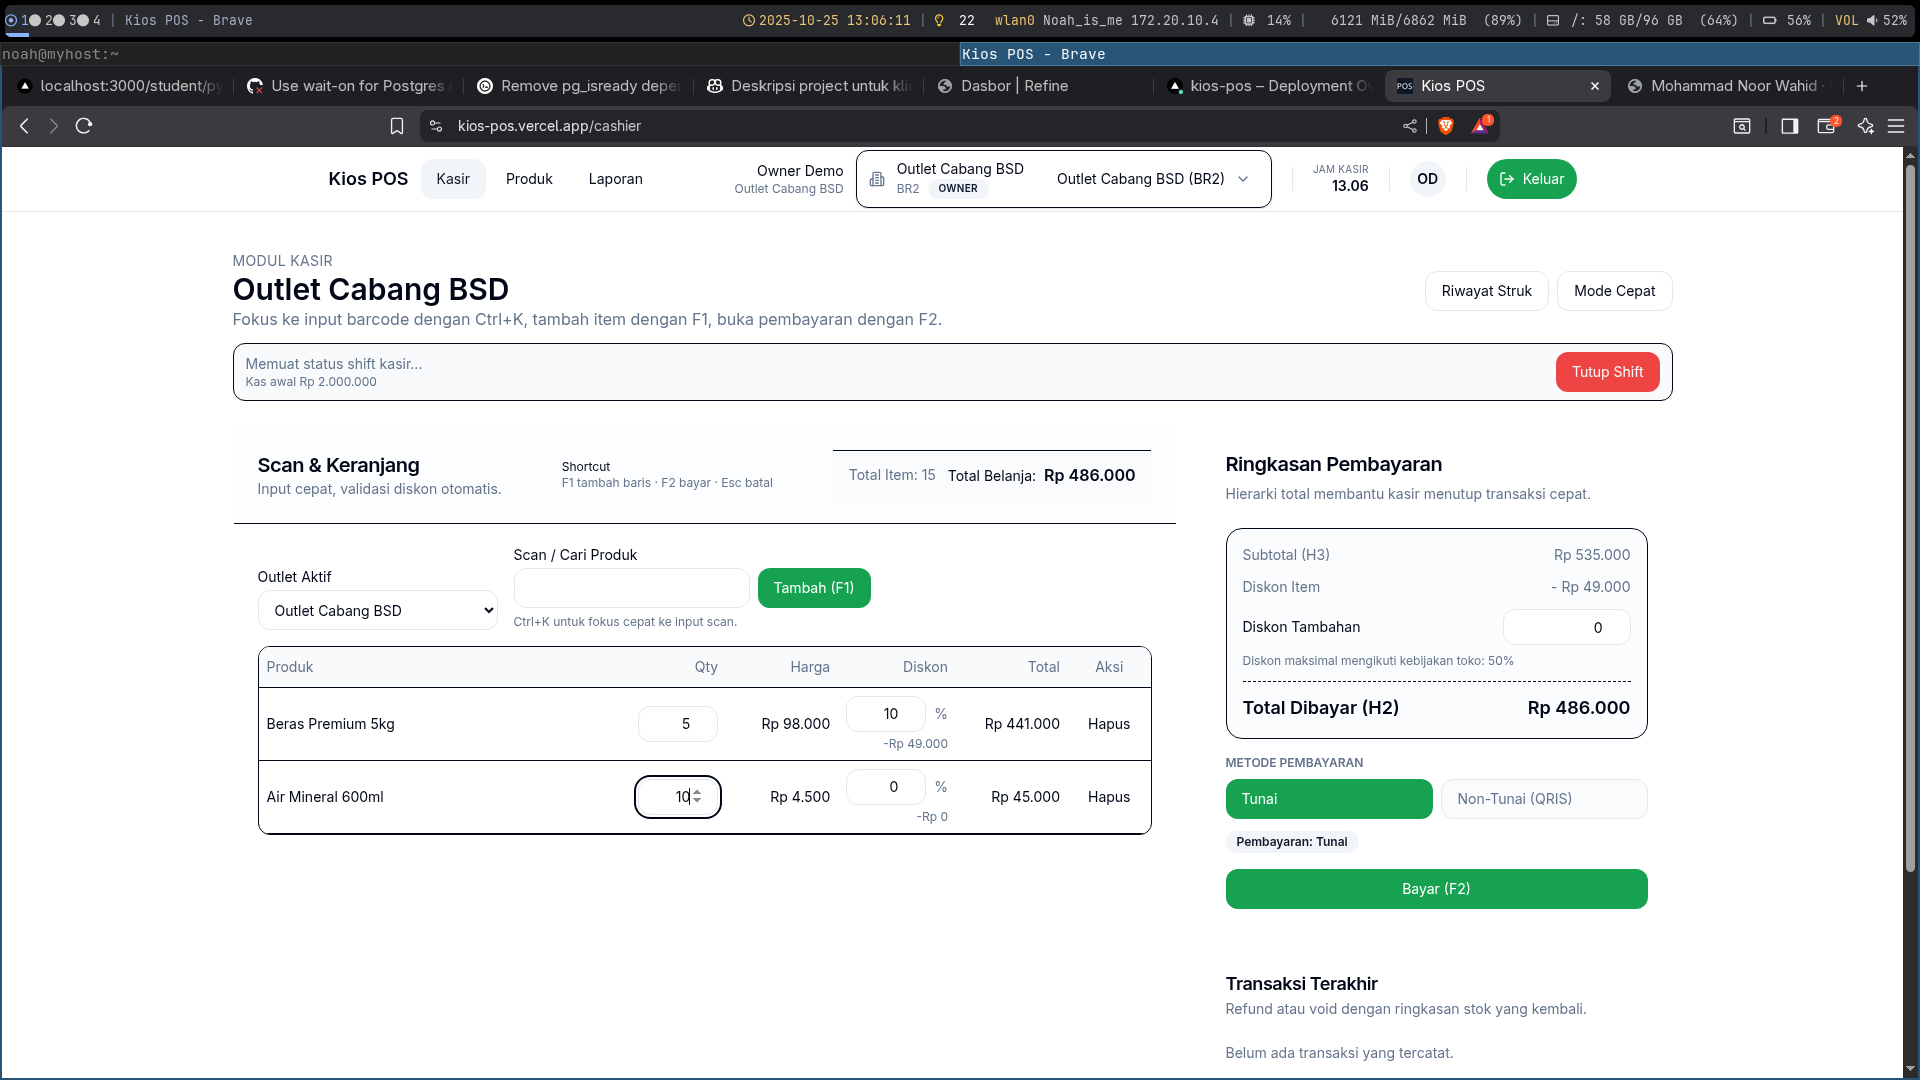 1 2 3 4 | Kios POS - Brave
2025-10-25 13:06:11 | 22 wlan0 Noah_is_me 172.20.10.4 | 14% | 6121 MiB/6862 MiB (89%) | /: 58 GB/96 GB (64%) | 56% | VOL 52%
noah@myhost:~
Kios POS - Brave
localhost:3000/student/py
Use wait-on for Postgres
Remove pg_isready deper
Deskripsi project untuk kli
Dasbor | Refine
kios-pos – Deployment Ov
POS Kios POS
Mohammad Noor Wahid ·
kios-pos.vercel.app/cashier
1
2
Kios POS
Kasir
Produk
Laporan
Owner Demo
Outlet Cabang BSD
Outlet Cabang BSD
BR2 OWNER
Outlet Cabang BSD (BR2)
JAM KASIR
13.06
OD
Keluar
MODUL KASIR
Outlet Cabang BSD
Fokus ke input barcode dengan Ctrl+K, tambah item dengan F1, buka pembayaran dengan F2.
Riwayat Struk
Mode Cepat
Memuat status shift kasir...
Kas awal Rp 2.000.000
Tutup Shift
Scan & Keranjang
Input cepat, validasi diskon otomatis.
Shortcut
F1 tambah baris · F2 bayar · Esc batal
Total Item: 15 Total Belanja: Rp 486.000
Outlet Aktif
Outlet Cabang BSD
Scan / Cari Produk
Tambah (F1)
Ctrl+K untuk fokus cepat ke input scan.
Produk Qty Harga Diskon Total Aksi
Beras Premium 5kg 5 Rp 98.000 10 % Rp 441.000 Hapus
-Rp 49.000
Air Mineral 600ml 10 Rp 4.500 0 % Rp 45.000 Hapus
-Rp 0
Ringkasan Pembayaran
Hierarki total membantu kasir menutup transaksi cepat.
Subtotal (H3) Rp 535.000
Diskon Item - Rp 49.000
Diskon Tambahan 0
Diskon maksimal mengikuti kebijakan toko: 50%
Total Dibayar (H2) Rp 486.000
METODE PEMBAYARAN
Tunai
Non-Tunai (QRIS)
Pembayaran: Tunai
Bayar (F2)
Transaksi Terakhir
Refund atau void dengan ringkasan stok yang kembali.
Belum ada transaksi yang tercatat.